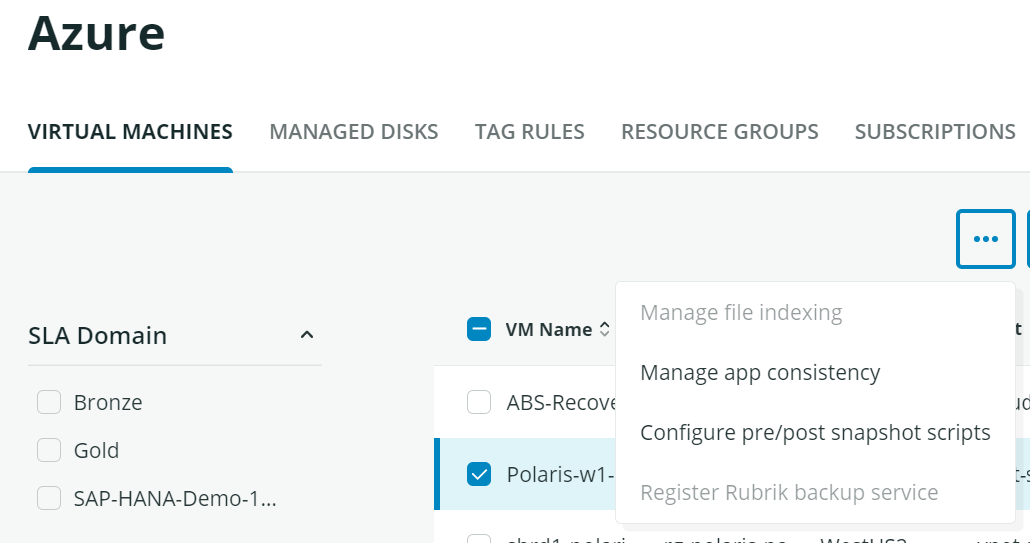 Azure
VIRTUAL MACHINES MANAGED DISKS TAG RULES RESOURCE GROUPS SUBSCRIPTIONS
Manage file indexing
SLA Domain
VM Name
Manage app consistency
Bronze
ABS-Recove
Configure pre/post snapshot scripts
Gold
Polaris-w1-
Register Rubrik backup service
SAP-HANA-Demo-1...